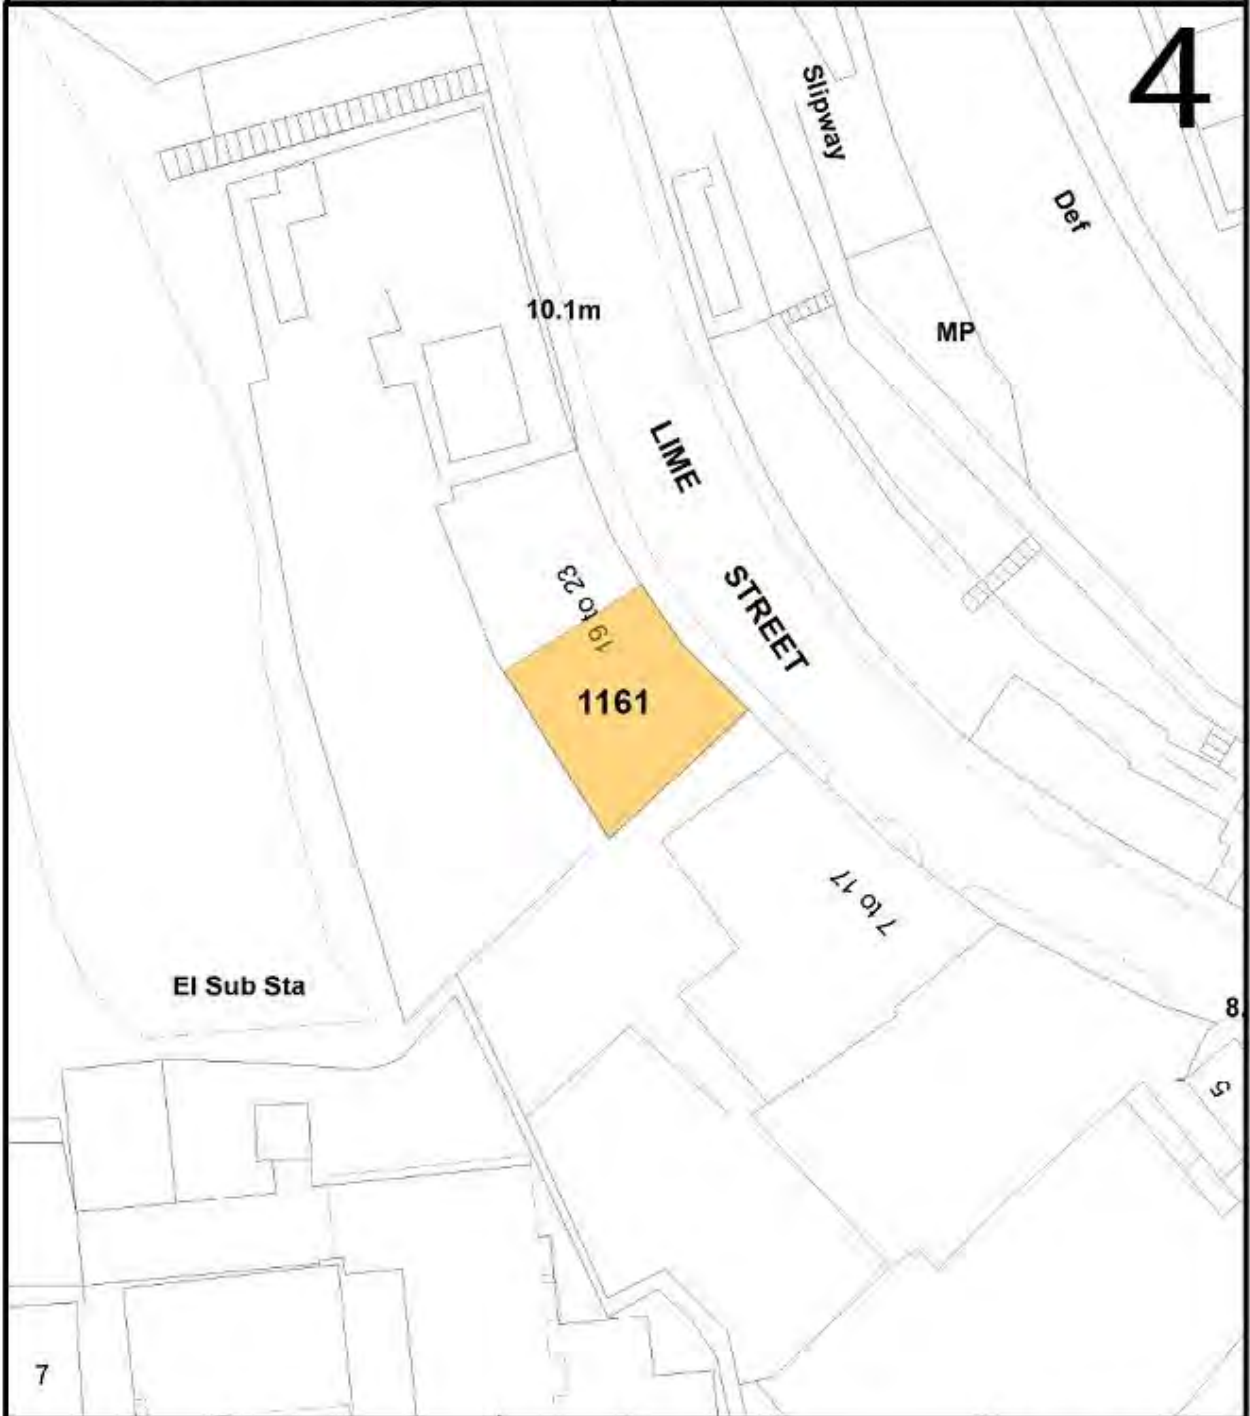 4
Slipway
Def
10.1m
MP
LIME
STREET
19 to 23
1161
7 to 17
El Sub Sta
8.
5
7